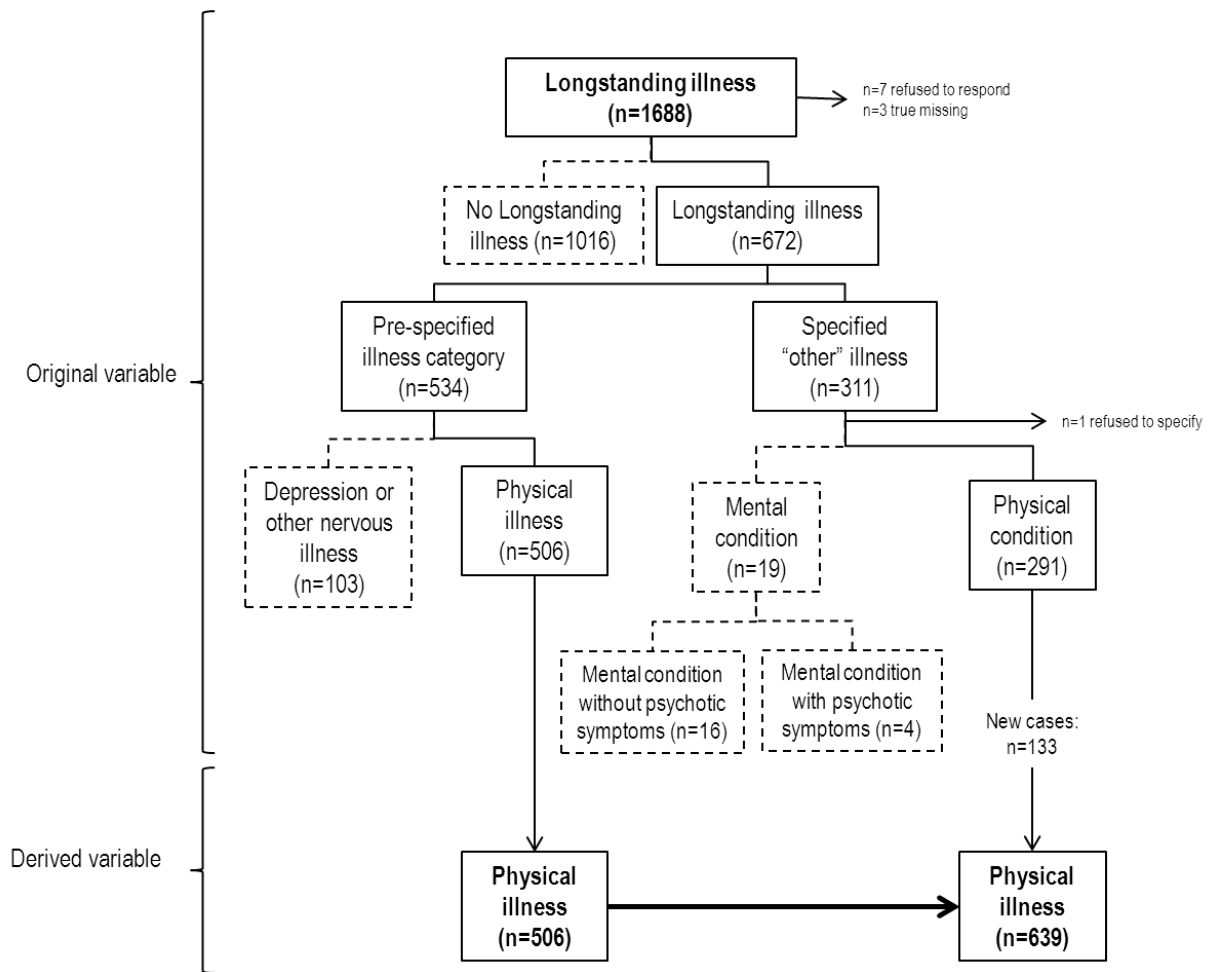 Longstanding illness
(n=1688)
n=7 refused to respond
n=3 true missing
No Longstanding
illness (n=1016)
Longstanding illness
(n=672)
Pre-specified
illness category
(n=534)
Specified
“other” illness
(n=311)
Original variable
n=1 refused to specify
Depression or
other nervous
illness
(n=103)
Physical
illness
(n=506)
Mental
condition
(n=19)
Physical
condition
(n=291)
Mental condition
without psychotic
symptoms (n=16)
Mental condition
with psychotic
symptoms (n=4)
New cases:
n=133
Derived variable
Physical
illness
(n=506)
Physical
illness
(n=639)